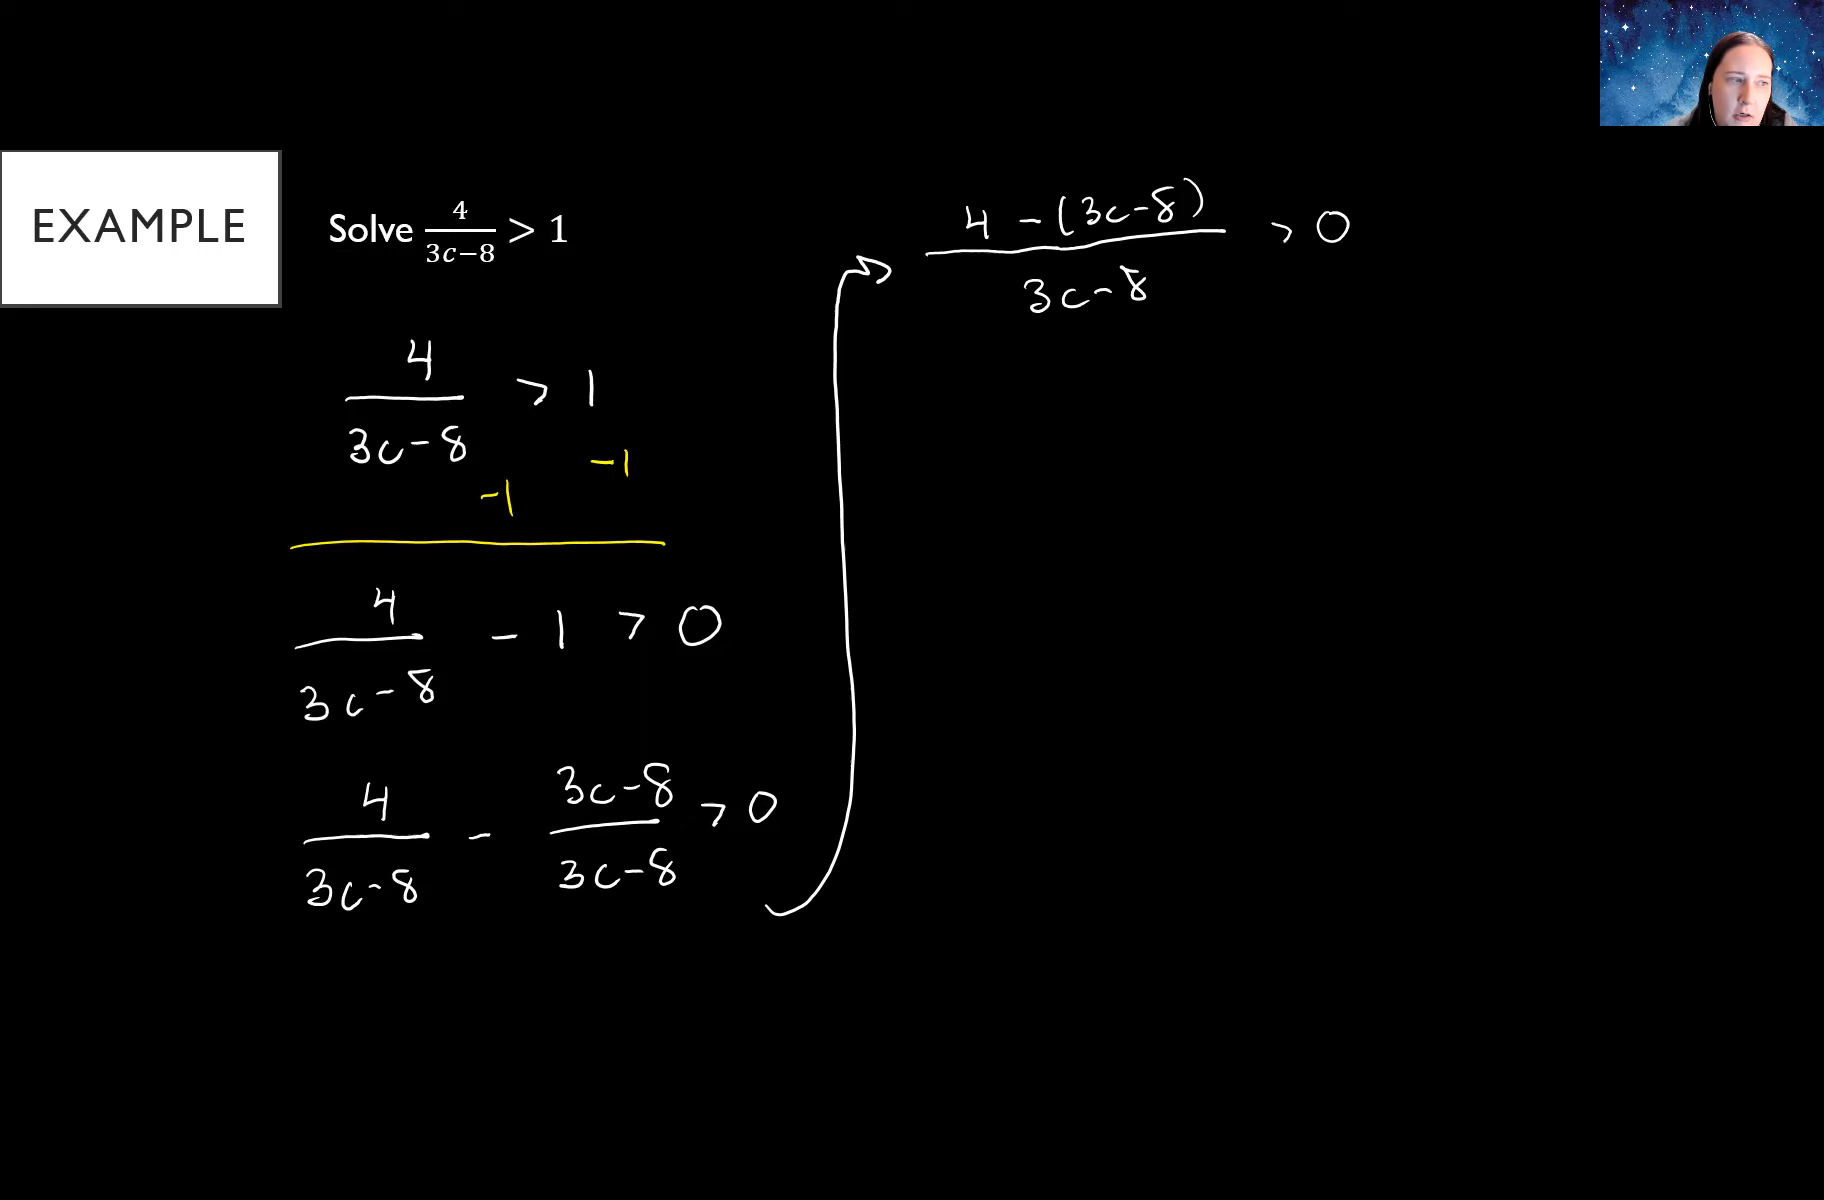 EXAMPLE
Solve 4/(3c−8) > 1
4/(3c-8) > 1
-1 -1
4/(3c-8) - 1 > 0
4/(3c-8) - (3c-8)/(3c-8) > 0
(4 - (3c-8))/(3c-8) > 0